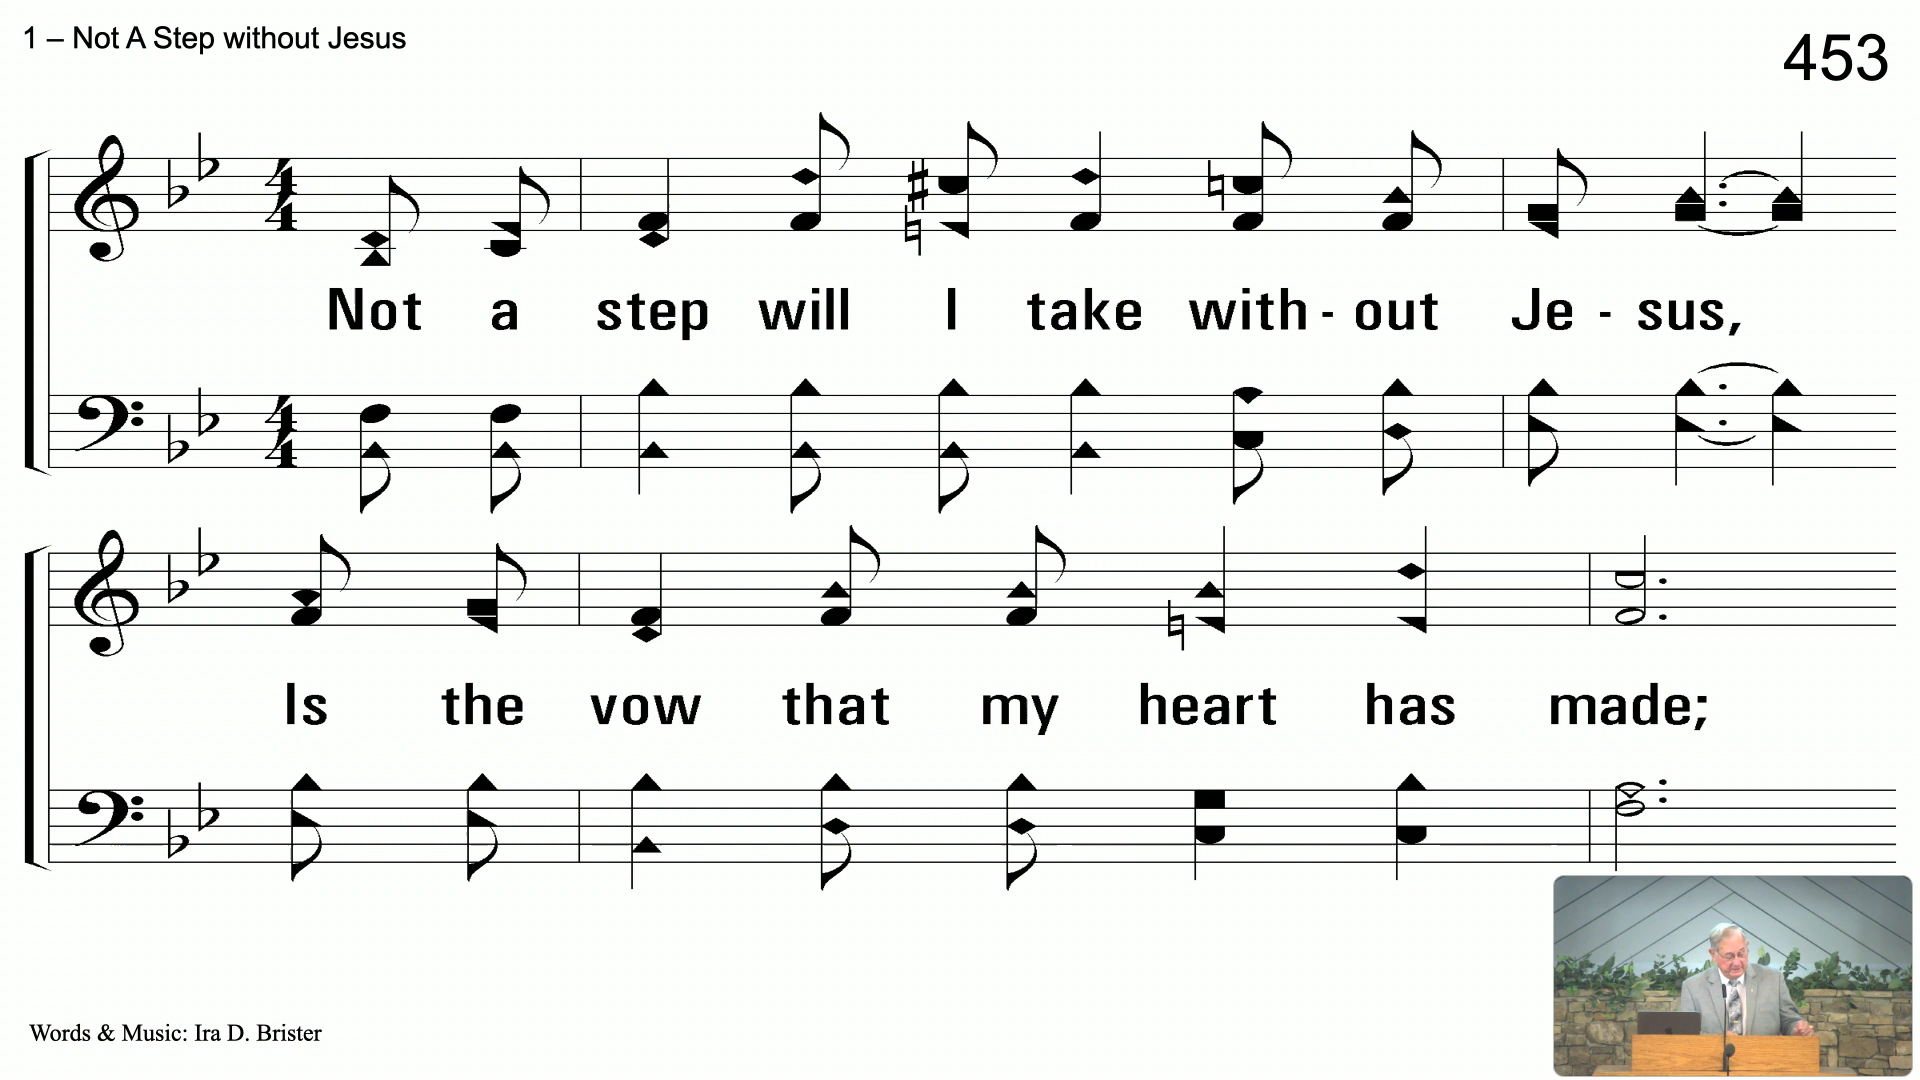 1 – Not A Step without Jesus
453
Not a step will I take with - out Je - sus,
Is the vow that my heart has made;
Words & Music: Ira D. Brister